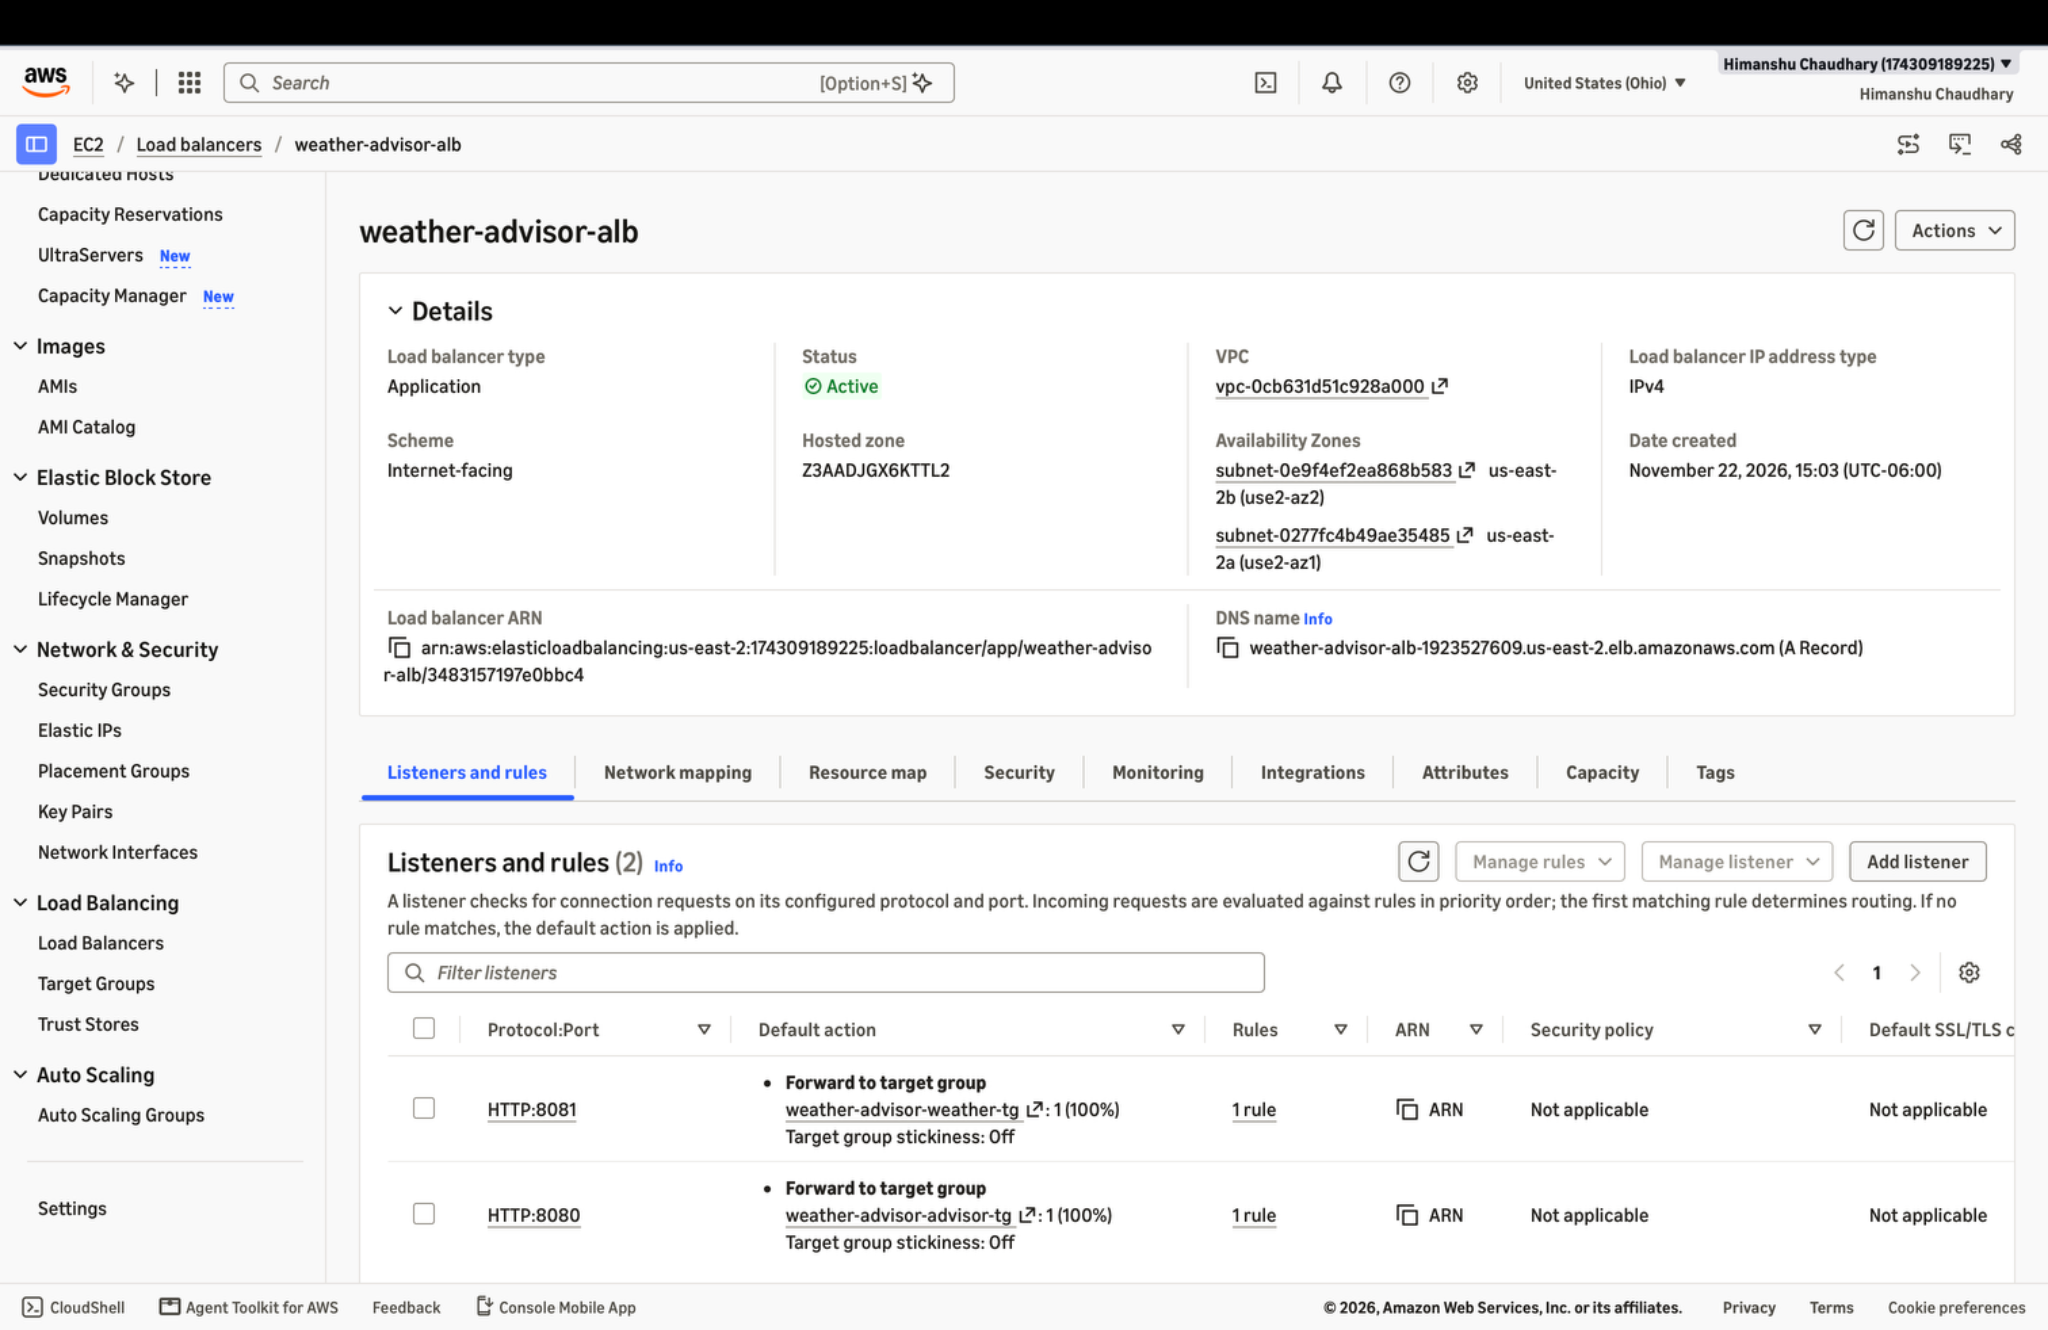 aws
Search
[Option+S]
United States (Ohio)
Himanshu Chaudhary (174309189225)
Himanshu Chaudhary
EC2 / Load balancers / weather-advisor-alb
Dedicated Hosts
Capacity Reservations
UltraServers New
Capacity Manager New
Images
AMIs
AMI Catalog
Elastic Block Store
Volumes
Snapshots
Lifecycle Manager
Network & Security
Security Groups
Elastic IPs
Placement Groups
Key Pairs
Network Interfaces
Load Balancing
Load Balancers
Target Groups
Trust Stores
Auto Scaling
Auto Scaling Groups
Settings
weather-advisor-alb
Actions
Details
Load balancer type
Application
Scheme
Internet-facing
Status
Active
Hosted zone
Z3AADJGX6KTTL2
VPC
vpc-0cb631d51c928a000
Availability Zones
subnet-0e9f4ef2ea868b583 us-east-
2b (use2-az2)
subnet-0277fc4b49ae35485 us-east-
2a (use2-az1)
Load balancer IP address type
IPv4
Date created
November 22, 2026, 15:03 (UTC-06:00)
Load balancer ARN
arn:aws:elasticloadbalancing:us-east-2:174309189225:loadbalancer/app/weather-adviso
r-alb/3483157197e0bbc4
DNS name Info
weather-advisor-alb-1923527609.us-east-2.elb.amazonaws.com (A Record)
Listeners and rules
Network mapping
Resource map
Security
Monitoring
Integrations
Attributes
Capacity
Tags
Listeners and rules (2) Info
Manage rules
Manage listener
Add listener
A listener checks for connection requests on its configured protocol and port. Incoming requests are evaluated against rules in priority order; the first matching rule determines routing. If no
rule matches, the default action is applied.
Filter listeners
1
Protocol:Port
Default action
Rules
ARN
Security policy
Default SSL/TLS c
HTTP:8081
• Forward to target group
weather-advisor-weather-tg : 1 (100%)
Target group stickiness: Off
1 rule
ARN
Not applicable
Not applicable
HTTP:8080
• Forward to target group
weather-advisor-advisor-tg : 1 (100%)
Target group stickiness: Off
1 rule
ARN
Not applicable
Not applicable
CloudShell
Agent Toolkit for AWS
Feedback
Console Mobile App
© 2026, Amazon Web Services, Inc. or its affiliates.
Privacy
Terms
Cookie preferences